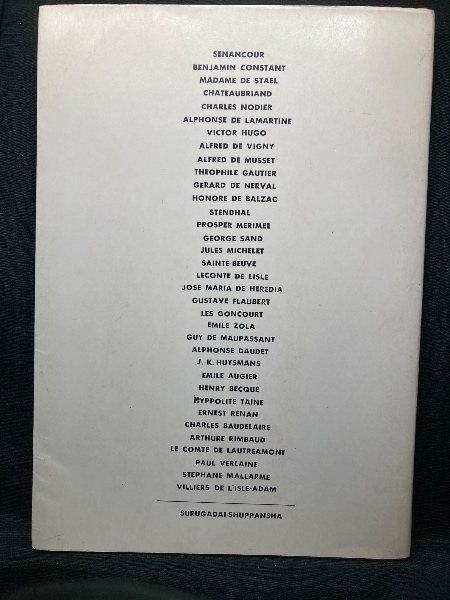 SENANCOUR
BENJAMIN CONSTANT
MADAME DE STAEL
CHATEAUBRIAND
CHARLES NODIER
ALPHONSE DE LAMARTINE
VICTOR HUGO
ALFRED DE VIGNY
ALFRED DE MUSSET
THEOPHILE GAUTIER
GERARD DE NERVAL
HONORE DE BALZAC
STENDHAL
PROSPER MERIMEE
GEORGE SAND
JULES MICHELET
SAINTE-BEUVE
LECONTE DE LISLE
JOSE MARIA DE HEREDIA
GUSTAVE FLAUBERT
LES GONCOURT
EMILE ZOLA
GUY DE MAUPASSANT
ALPHONSE DAUDET
J.-K. HUYSMANS
EMILE AUGIER
HENRY BECQUE
HYPPOLITE TAINE
ERNEST RENAN
CHARLES BAUDELAIRE
ARTHURE RIMBAUD
LE COMTE DE LAUTREAMONT
PAUL VERLAINE
STEPHANE MALLARME
VILLIERS DE L'ISLE-ADAM
SURUGADAI-SHUPPANSHA